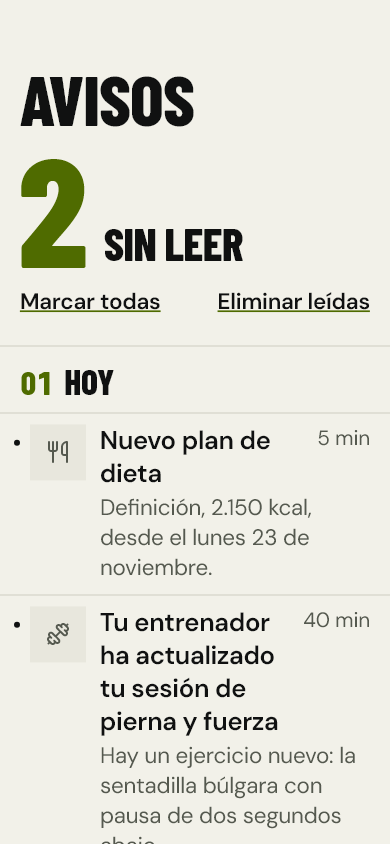 AVISOS
2 SIN LEER
Marcar todas
Eliminar leídas
01 HOY
Nuevo plan de
dieta
5 min
Definición, 2.150 kcal,
desde el lunes 23 de
noviembre.
Tu entrenador
ha actualizado
tu sesión de
pierna y fuerza
40 min
Hay un ejercicio nuevo: la
sentadilla búlgara con
pausa de dos segundos